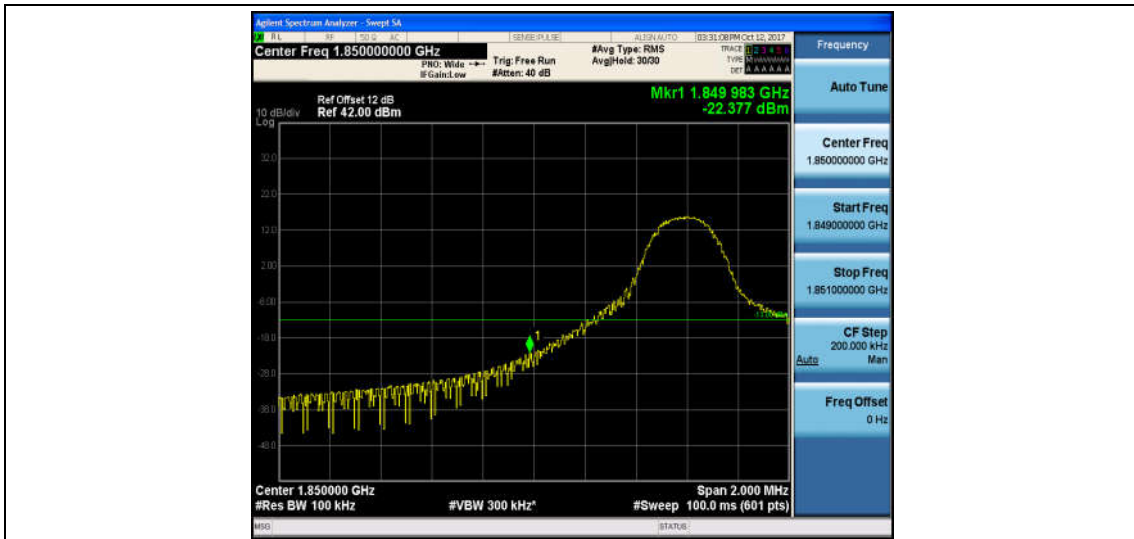 Agilent Spectrum Analyzer - Swept SA
RL RF 50 Ω AC SENSE:PULSE ALIGNAUTO 03:31:08 PM Oct 12, 2017
Center Freq 1.850000000 GHz
PNO: Wide
IFGain:Low
Trig: Free Run
#Atten: 40 dB
#Avg Type: RMS
Avg|Hold: 30/30
TRACE 1 2 3 4 5 6
TYPE M
DET A A A A A A
Mkr1 1.849 983 GHz
-22.377 dBm
Ref Offset 12 dB
10 dB/div Ref 42.00 dBm
Log
32.0
22.0
12.0
2.00
-8.00
-18.0
-28.0
-38.0
-48.0
1
Center 1.850000 GHz
Span 2.000 MHz
#Res BW 100 kHz
#VBW 300 kHz*
#Sweep 100.0 ms (601 pts)
MSG
STATUS
Frequency
Auto Tune
Center Freq
1.850000000 GHz
Start Freq
1.849000000 GHz
Stop Freq
1.851000000 GHz
CF Step
200.000 kHz
Auto Man
Freq Offset
0 Hz